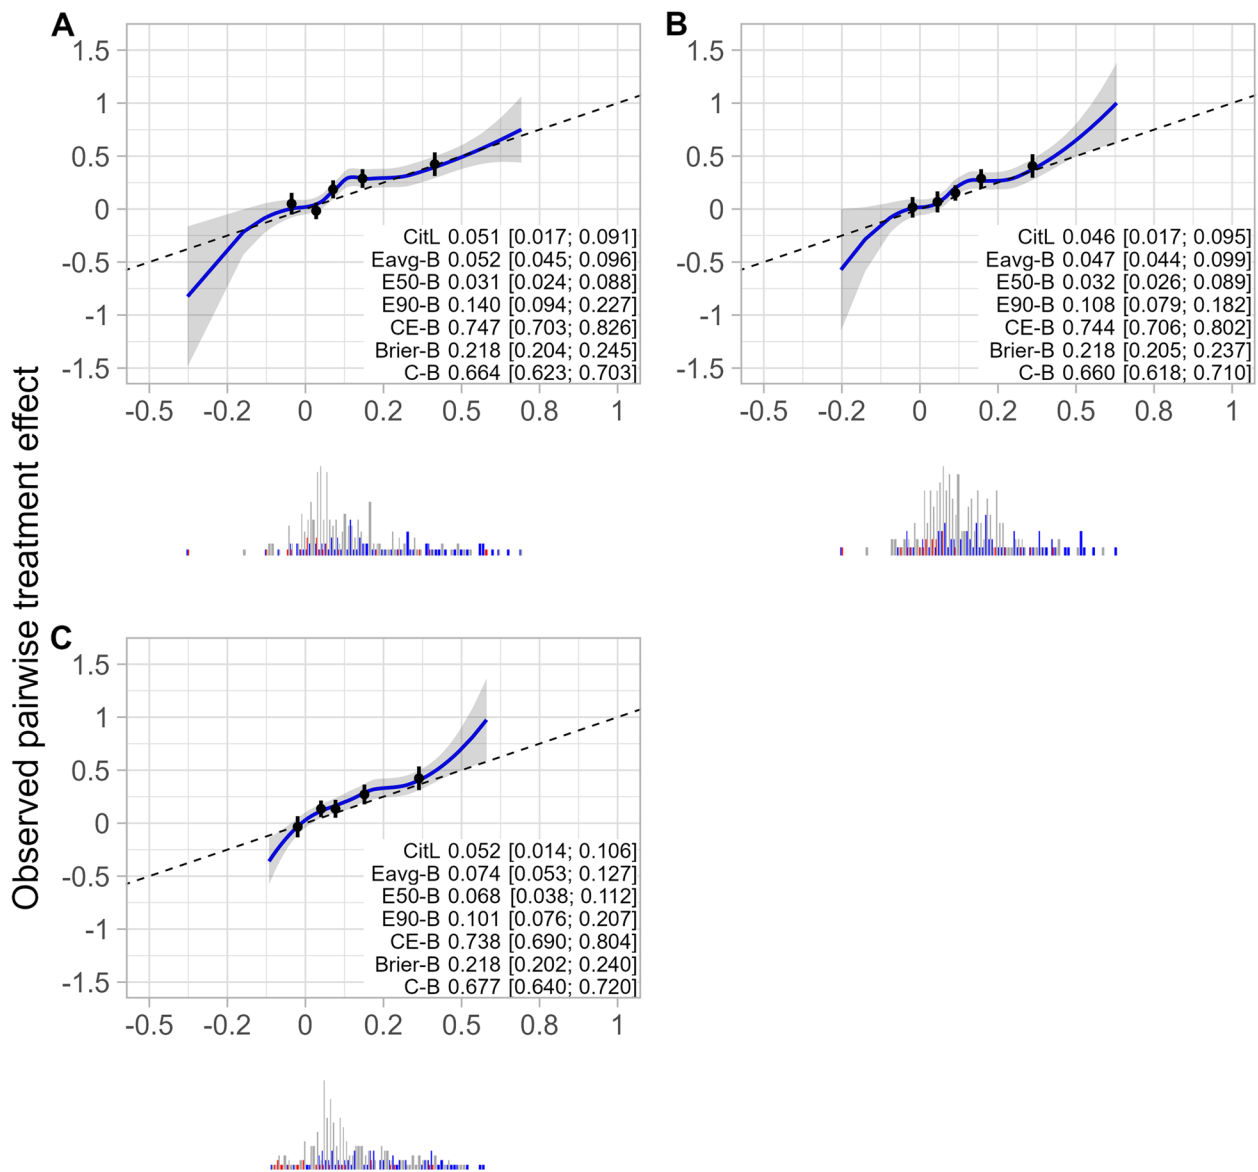 A
1.5
1
0.5
0
-0.5
-1
-1.5
CitL 0.051 [0.017; 0.091]
Eavg-B 0.052 [0.045; 0.096]
E50-B 0.031 [0.024; 0.088]
E90-B 0.140 [0.094; 0.227]
CE-B 0.747 [0.703; 0.826]
Brier-B 0.218 [0.204; 0.245]
C-B 0.664 [0.623; 0.703]
-0.5 -0.2 0 0.2 0.5 0.8 1
B
1.5
1
0.5
0
-0.5
-1
-1.5
CitL 0.046 [0.017; 0.095]
Eavg-B 0.047 [0.044; 0.099]
E50-B 0.032 [0.026; 0.089]
E90-B 0.108 [0.079; 0.182]
CE-B 0.744 [0.706; 0.802]
Brier-B 0.218 [0.205; 0.237]
C-B 0.660 [0.618; 0.710]
-0.5 -0.2 0 0.2 0.5 0.8 1
Observed pairwise treatment effect
C
1.5
1
0.5
0
-0.5
-1
-1.5
CitL 0.052 [0.014; 0.106]
Eavg-B 0.074 [0.053; 0.127]
E50-B 0.068 [0.038; 0.112]
E90-B 0.101 [0.076; 0.207]
CE-B 0.738 [0.690; 0.804]
Brier-B 0.218 [0.202; 0.240]
C-B 0.677 [0.640; 0.720]
-0.5 -0.2 0 0.2 0.5 0.8 1